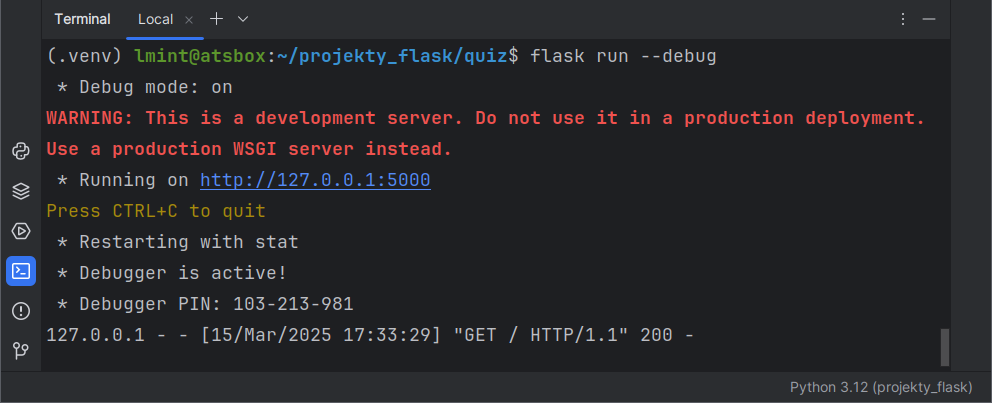 Terminal Local
(.venv) lmint@atsbox:~/projekty_flask/quiz$ flask run --debug
 * Debug mode: on
WARNING: This is a development server. Do not use it in a production deployment.
Use a production WSGI server instead.
 * Running on http://127.0.0.1:5000
Press CTRL+C to quit
 * Restarting with stat
 * Debugger is active!
 * Debugger PIN: 103-213-981
127.0.0.1 - - [15/Mar/2025 17:33:29] "GET / HTTP/1.1" 200 -
Python 3.12 (projekty_flask)